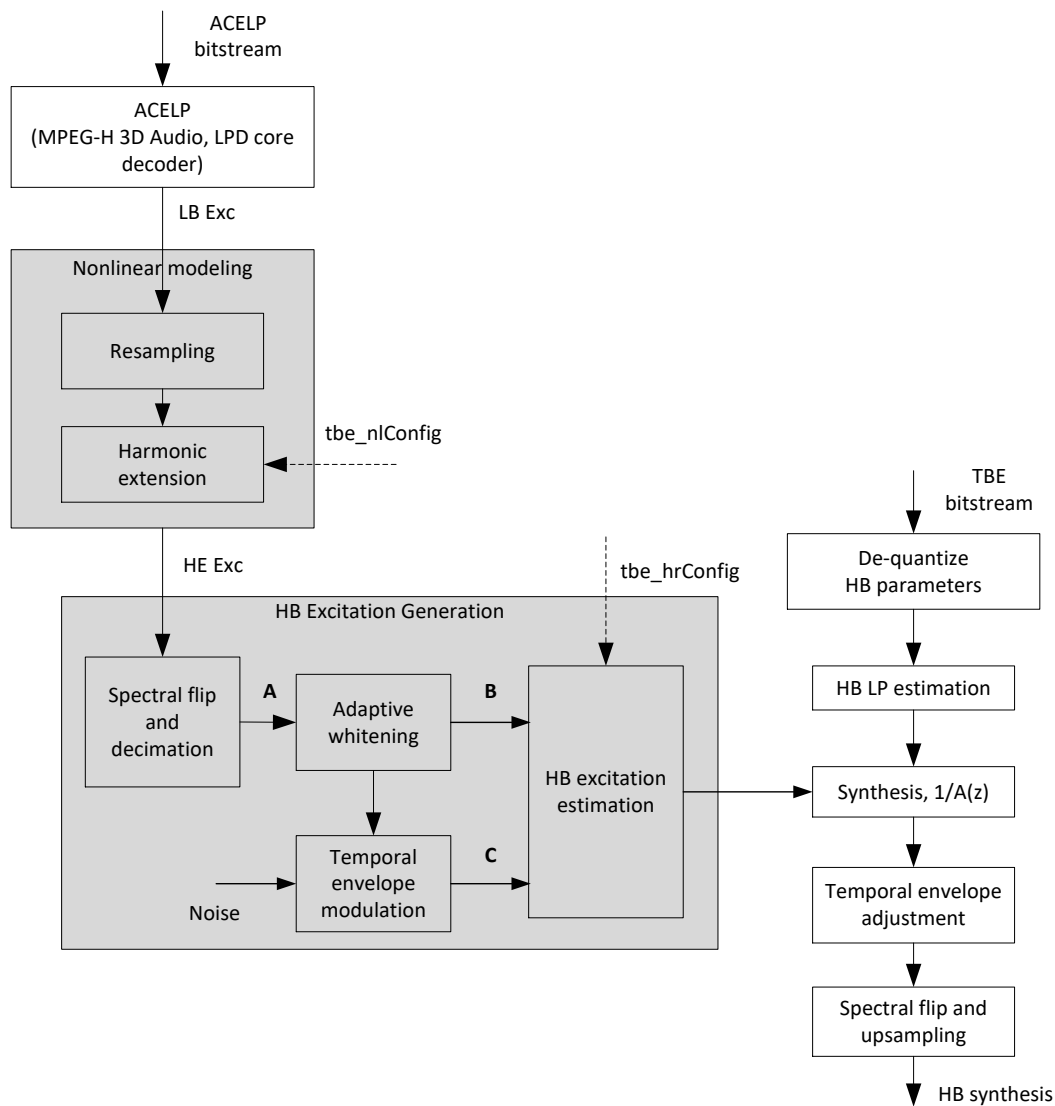 ACELP
bitstream
ACELP
(MPEG-H 3D Audio, LPD core
decoder)
LB Exc
Nonlinear modeling
Resampling
Harmonic
extension
tbe_nlConfig
HE Exc
tbe_hrConfig
HB Excitation Generation
Spectral flip
and
decimation
A
Adaptive
whitening
B
HB excitation
estimation
Noise
Temporal
envelope
modulation
C
TBE
bitstream
De-quantize
HB parameters
HB LP estimation
Synthesis, 1/A(z)
Temporal envelope
adjustment
Spectral flip and
upsampling
HB synthesis